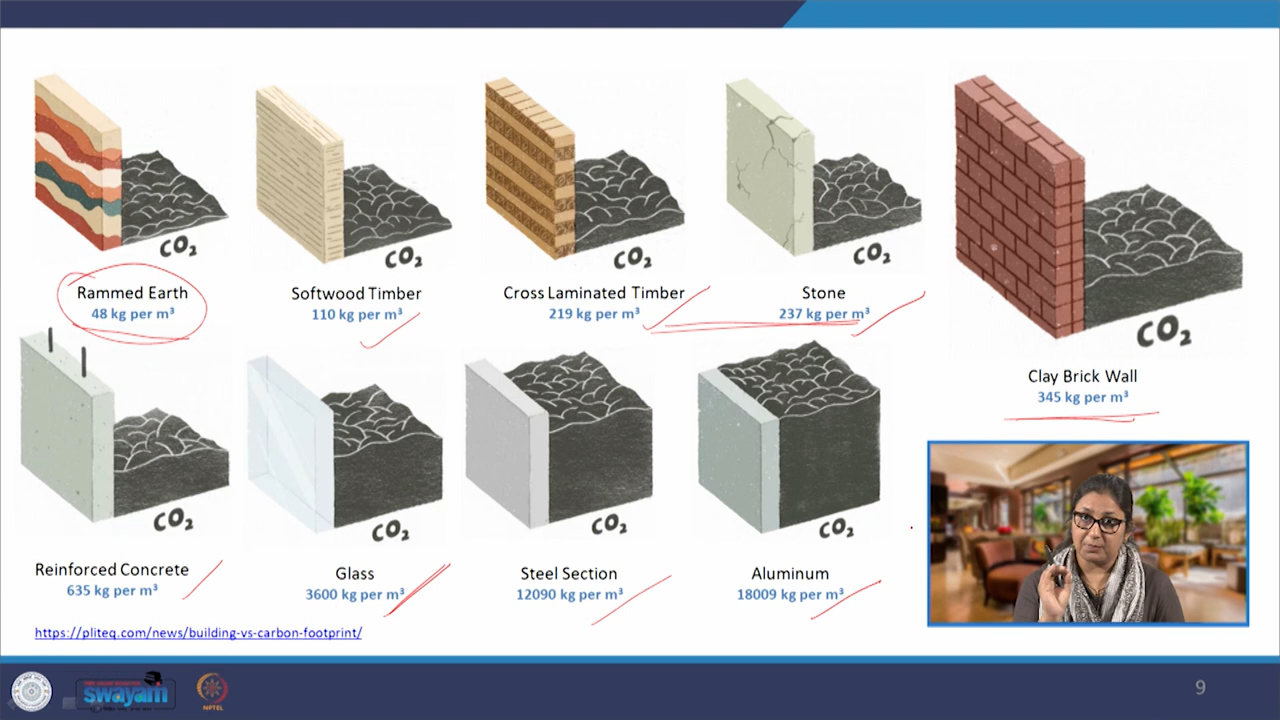 CO₂
CO₂
CO₂
CO₂
CO₂
Rammed Earth
48 kg per m³
Softwood Timber
110 kg per m³
Cross Laminated Timber
219 kg per m³
Stone
237 kg per m³
Clay Brick Wall
345 kg per m³
CO₂
CO₂
CO₂
CO₂
Reinforced Concrete
635 kg per m³
Glass
3600 kg per m³
Steel Section
12090 kg per m³
Aluminum
18009 kg per m³
https://pliteq.com/news/building-vs-carbon-footprint/
swayam
NPTEL
9